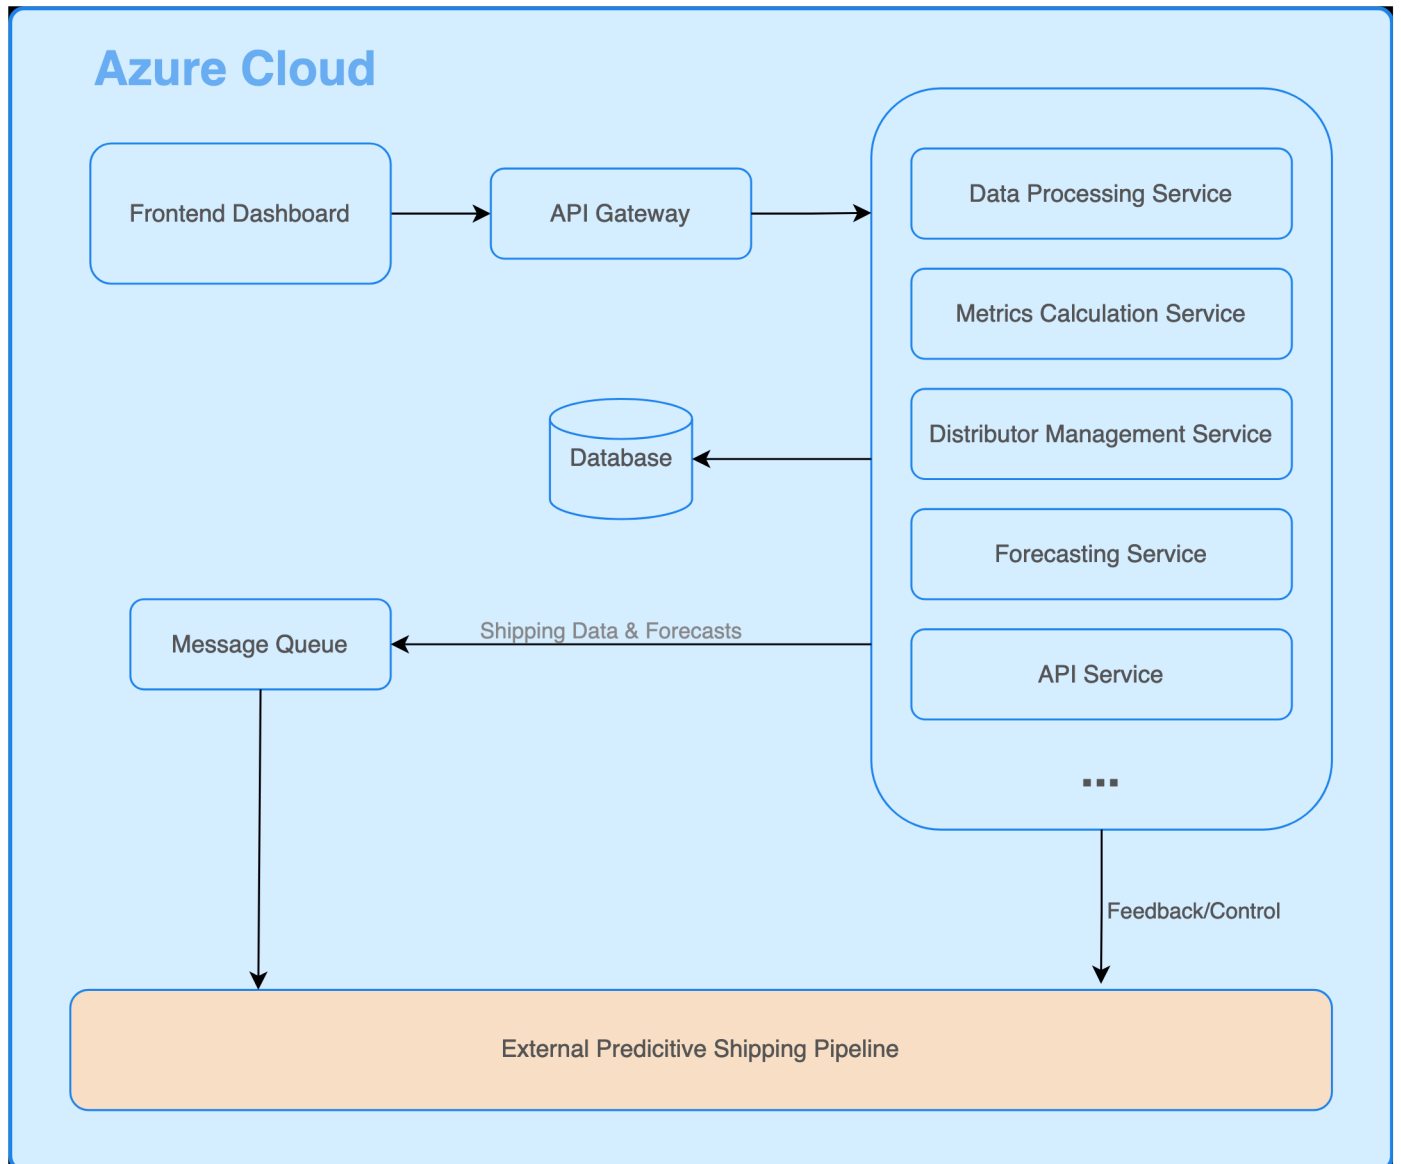 Azure Cloud
Frontend Dashboard
API Gateway
Data Processing Service
Metrics Calculation Service
Distributor Management Service
Database
Forecasting Service
Message Queue
Shipping Data & Forecasts
API Service
...
Feedback/Control
External Predicitive Shipping Pipeline